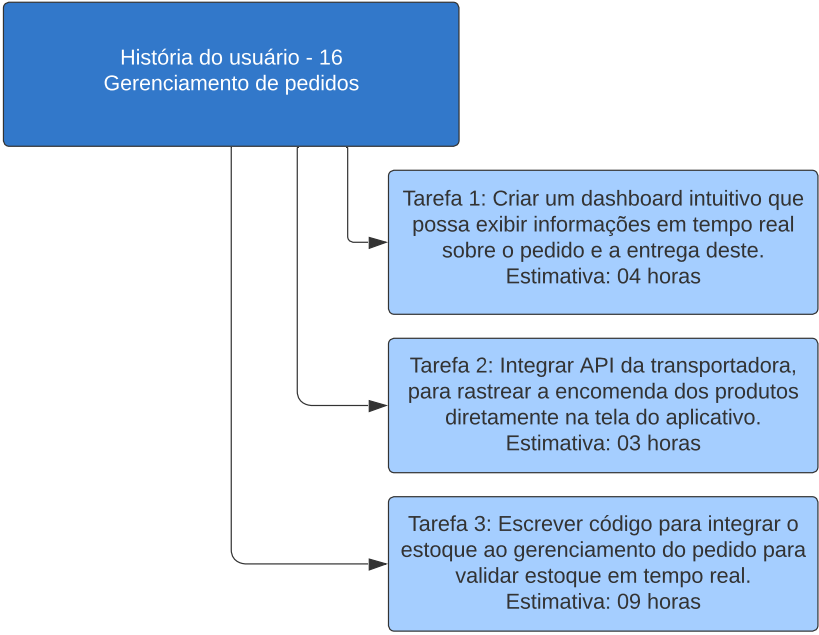 História do usuário - 16
Gerenciamento de pedidos
Tarefa 1: Criar um dashboard intuitivo que
possa exibir informações em tempo real
sobre o pedido e a entrega deste.
Estimativa: 04 horas
Tarefa 2: Integrar API da transportadora,
para rastrear a encomenda dos produtos
diretamente na tela do aplicativo.
Estimativa: 03 horas
Tarefa 3: Escrever código para integrar o
estoque ao gerenciamento do pedido para
validar estoque em tempo real.
Estimativa: 09 horas